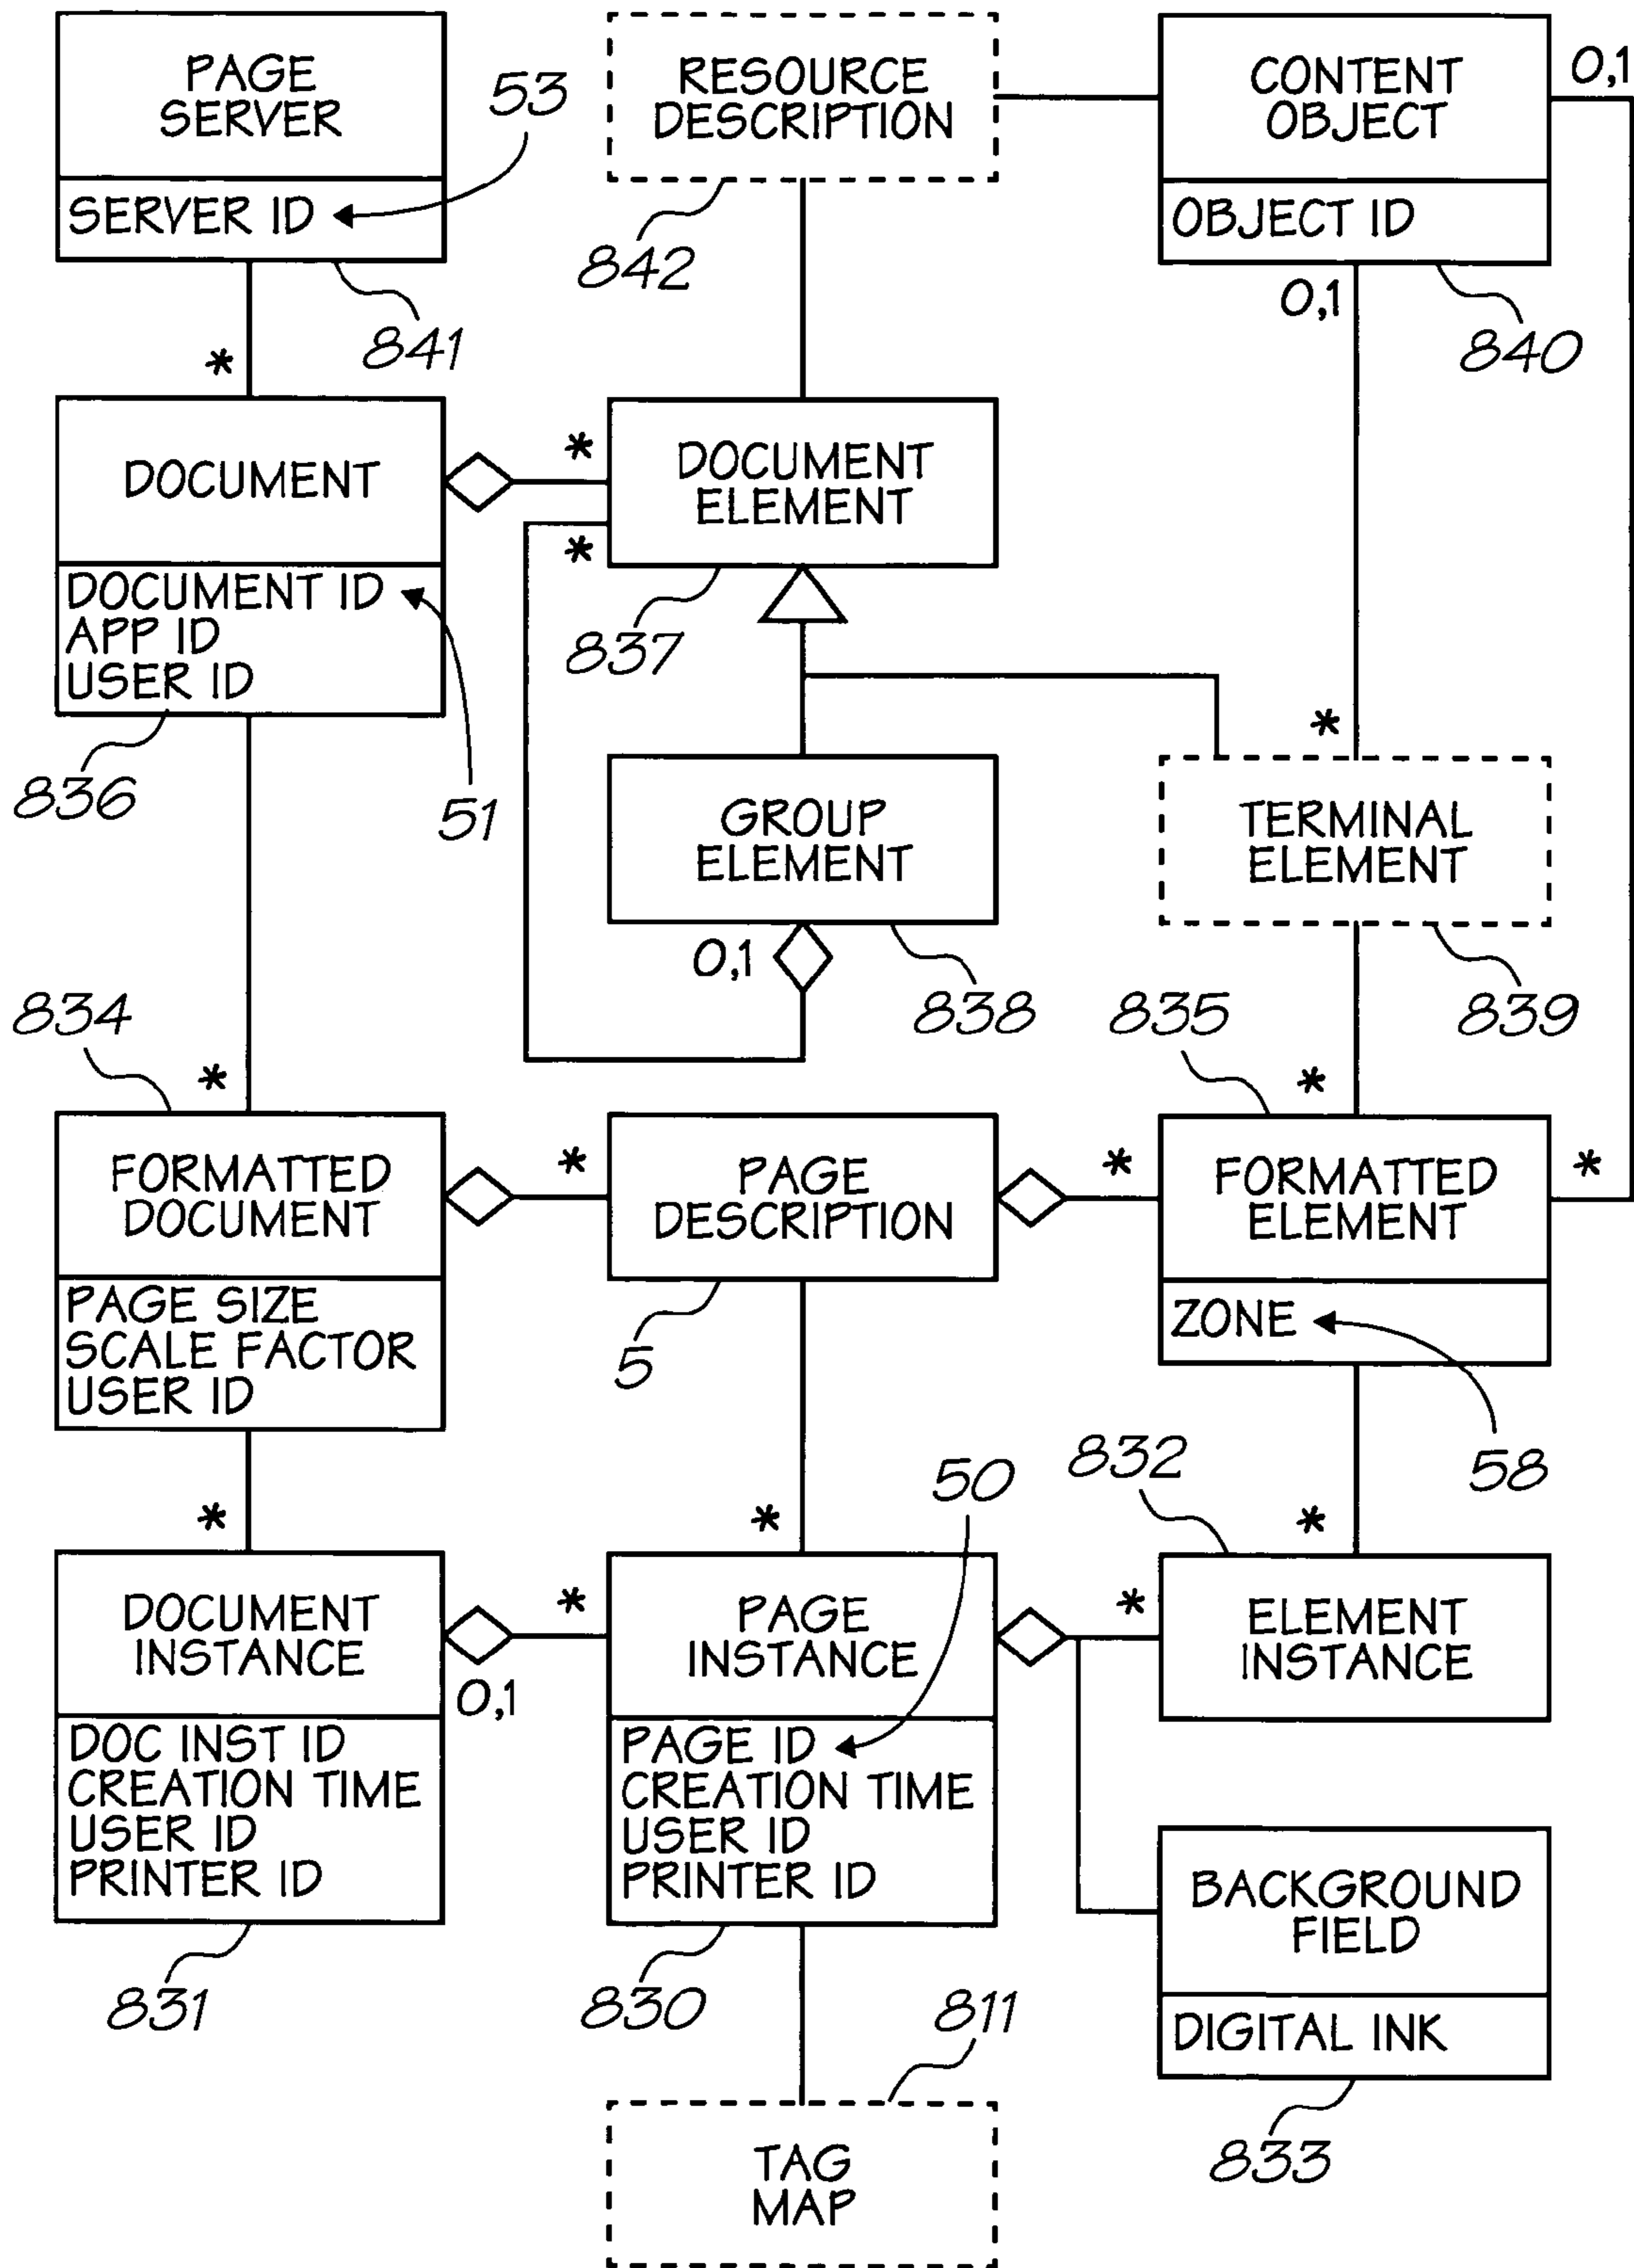 PAGE
SERVER
SERVER ID
53
841
RESOURCE
DESCRIPTION
842
CONTENT
OBJECT
OBJECT ID
0,1
0,1
840
*
DOCUMENT
DOCUMENT ID
APP ID
USER ID
836
51
*
*
DOCUMENT
ELEMENT
837
GROUP
ELEMENT
0,1
838
*
TERMINAL
ELEMENT
839
834
*
FORMATTED
DOCUMENT
PAGE SIZE
SCALE FACTOR
USER ID
*
PAGE
DESCRIPTION
5
835
*
*
*
FORMATTED
ELEMENT
ZONE
58
*
DOCUMENT
INSTANCE
0,1
DOC INST ID
CREATION TIME
USER ID
PRINTER ID
831
*
*
50
PAGE
INSTANCE
PAGE ID
CREATION TIME
USER ID
PRINTER ID
830
832
*
*
ELEMENT
INSTANCE
BACKGROUND
FIELD
DIGITAL INK
833
811
TAG
MAP